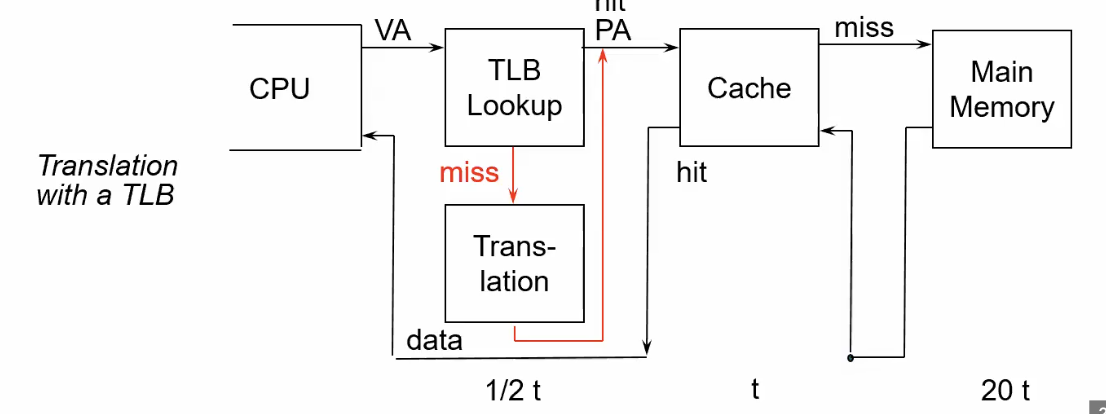 hit
VA
PA
miss
CPU
TLB
Lookup
Cache
Main
Memory
Translation
with a TLB
miss
hit
Trans-
lation
data
1/2 t
t
20 t